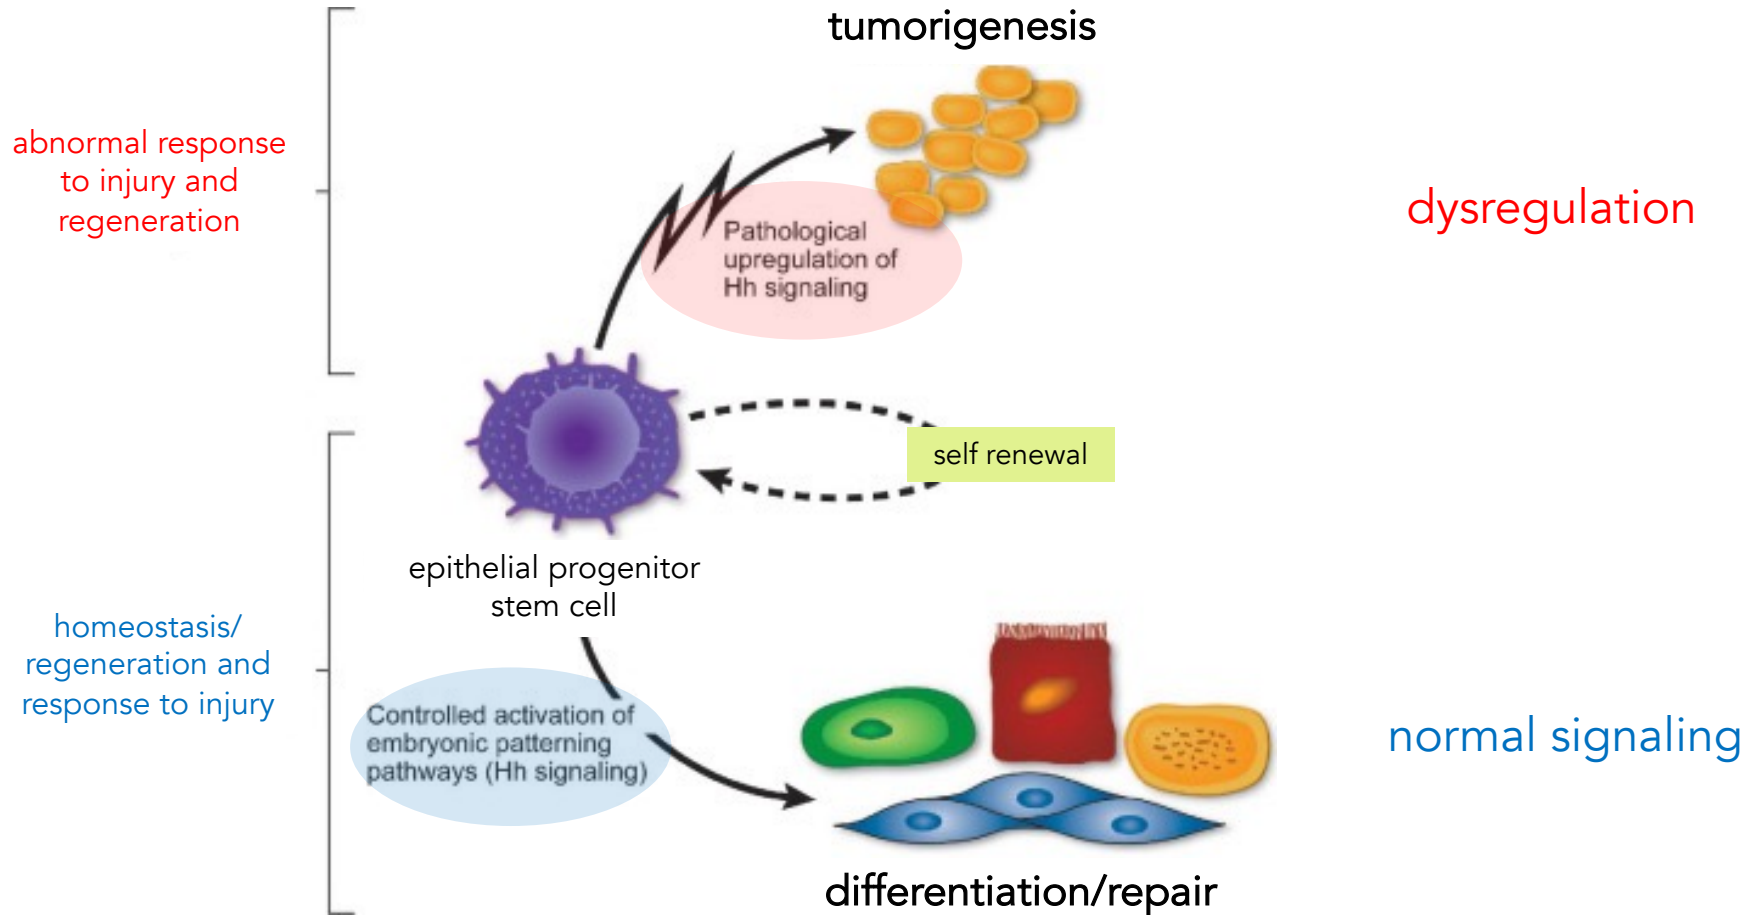 tumorigenesis
abnormal response
to injury and
regeneration
dysregulation
Pathological
upregulation of
Hh signaling
self renewal
epithelial progenitor
stem cell
homeostasis/
regeneration and
response to injury
Controlled activation of
embryonic patterning
pathways (Hh signaling)
normal signaling
differentiation/repair